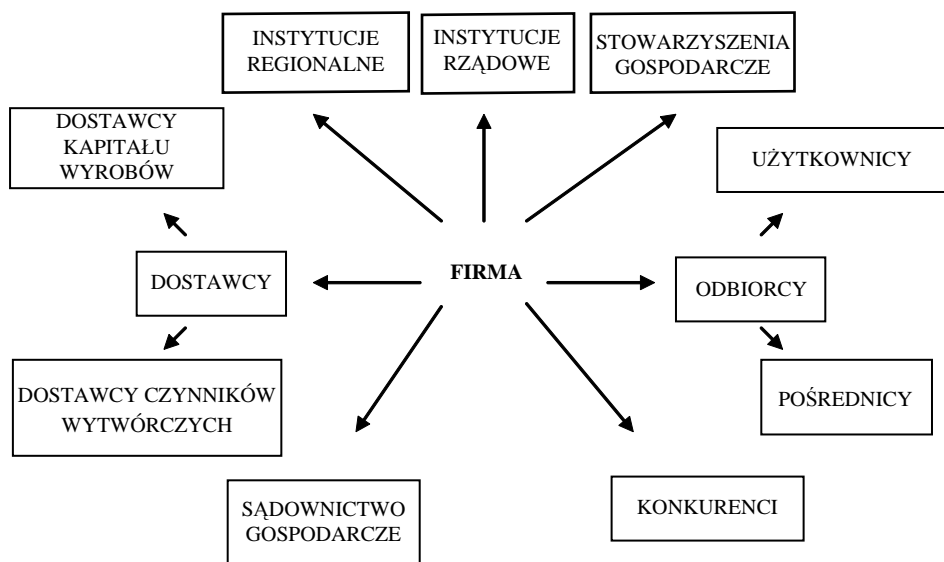 INSTYTUCJE
REGIONALNE
INSTYTUCJE
RZĄDOWE
STOWARZYSZENIA
GOSPODARCZE
DOSTAWCY
KAPITAŁU
WYROBÓW
UŻYTKOWNICY
DOSTAWCY
FIRMA
ODBIORCY
DOSTAWCY CZYNNIKÓW
WYTWÓRCZYCH
POŚREDNICY
SĄDOWNICTWO
GOSPODARCZE
KONKURENCI